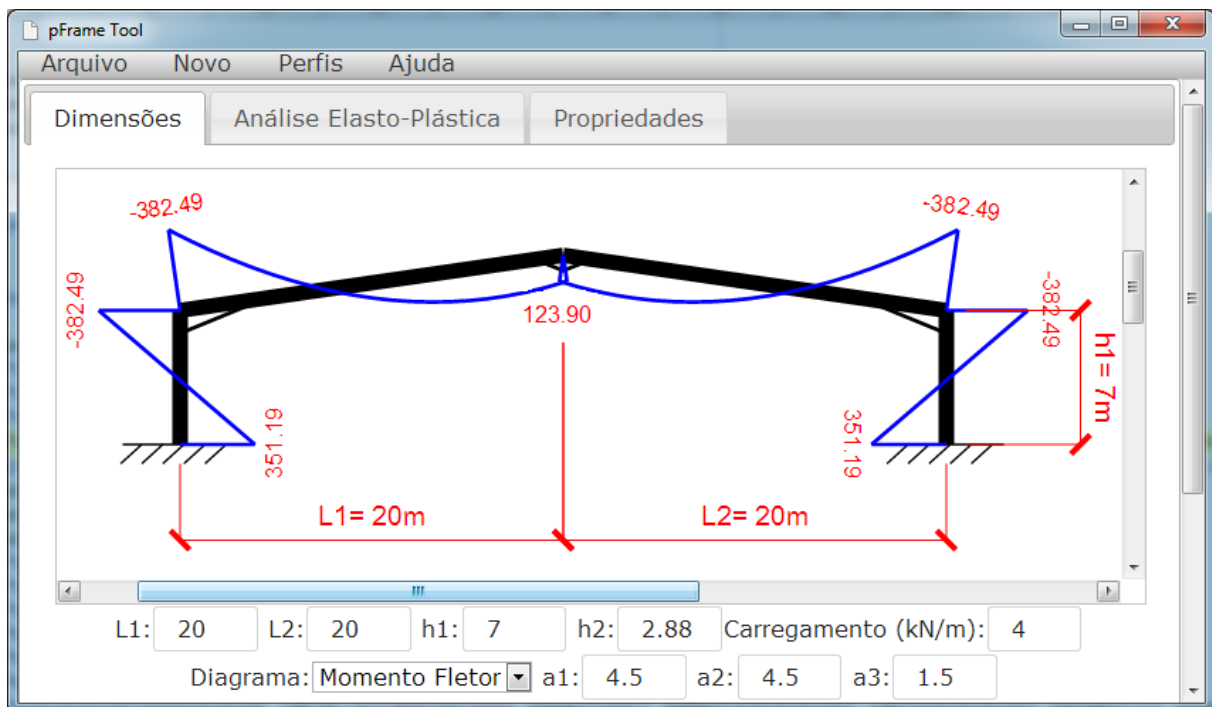 pFrame Tool
Arquivo Novo Perfis Ajuda
Dimensões Análise Elasto-Plástica Propriedades
-382.49 -382.49
-382.49 -382.49
123.90
h1= 7m
351.19 351.19
L1= 20m L2= 20m
L1: 20 L2: 20 h1: 7 h2: 2.88 Carregamento (kN/m): 4
Diagrama: Momento Fletor a1: 4.5 a2: 4.5 a3: 1.5